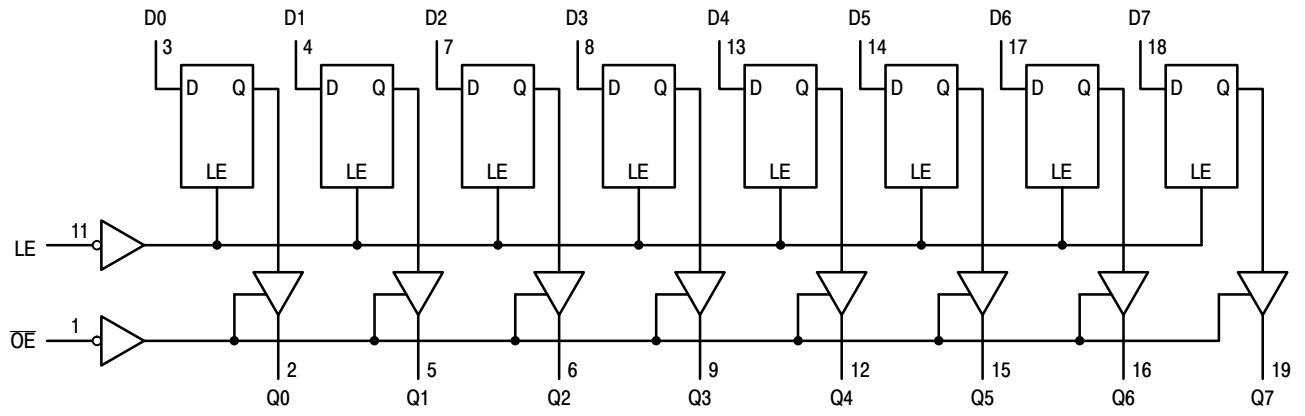 D0 D1 D2 D3 D4 D5 D6 D7
3 4 7 8 13 14 17 18
D Q D Q D Q D Q D Q D Q D Q D Q
LE LE LE LE LE LE LE LE
11
LE
1
O̅E̅
2 5 6 9 12 15 16 19
Q0 Q1 Q2 Q3 Q4 Q5 Q6 Q7